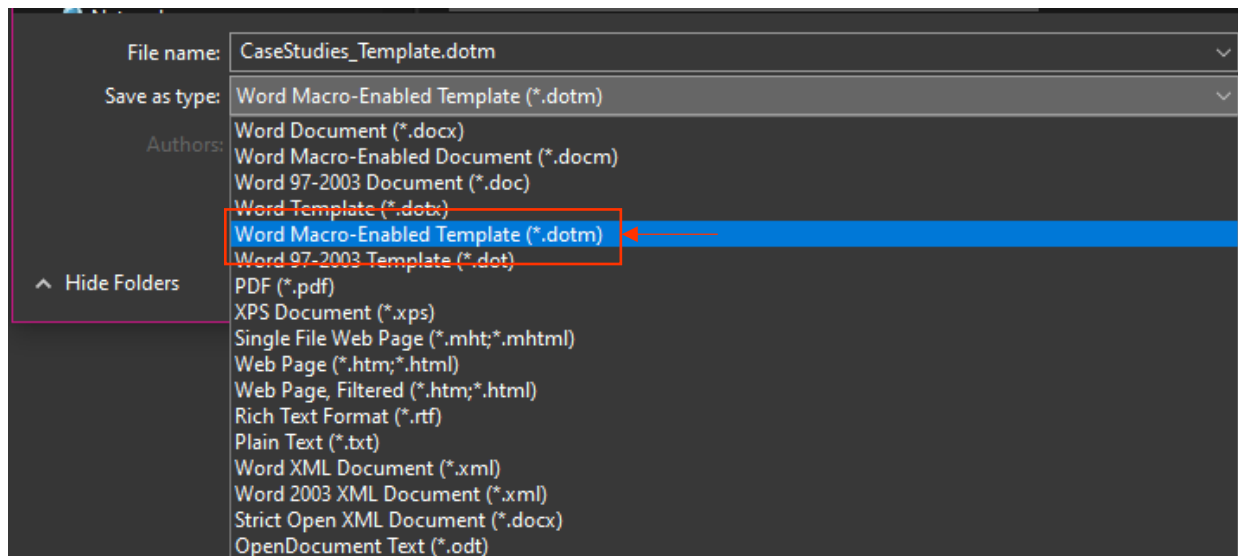 File name: CaseStudies_Template.dotm
Save as type: Word Macro-Enabled Template (*.dotm)
Authors:
Word Document (*.docx)
Word Macro-Enabled Document (*.docm)
Word 97-2003 Document (*.doc)
Word Template (*.dotx)
Word Macro-Enabled Template (*.dotm)
Word 97-2003 Template (*.dot)
Hide Folders
PDF (*.pdf)
XPS Document (*.xps)
Single File Web Page (*.mht;*.mhtml)
Web Page (*.htm;*.html)
Web Page, Filtered (*.htm;*.html)
Rich Text Format (*.rtf)
Plain Text (*.txt)
Word XML Document (*.xml)
Word 2003 XML Document (*.xml)
Strict Open XML Document (*.docx)
OpenDocument Text (*.odt)